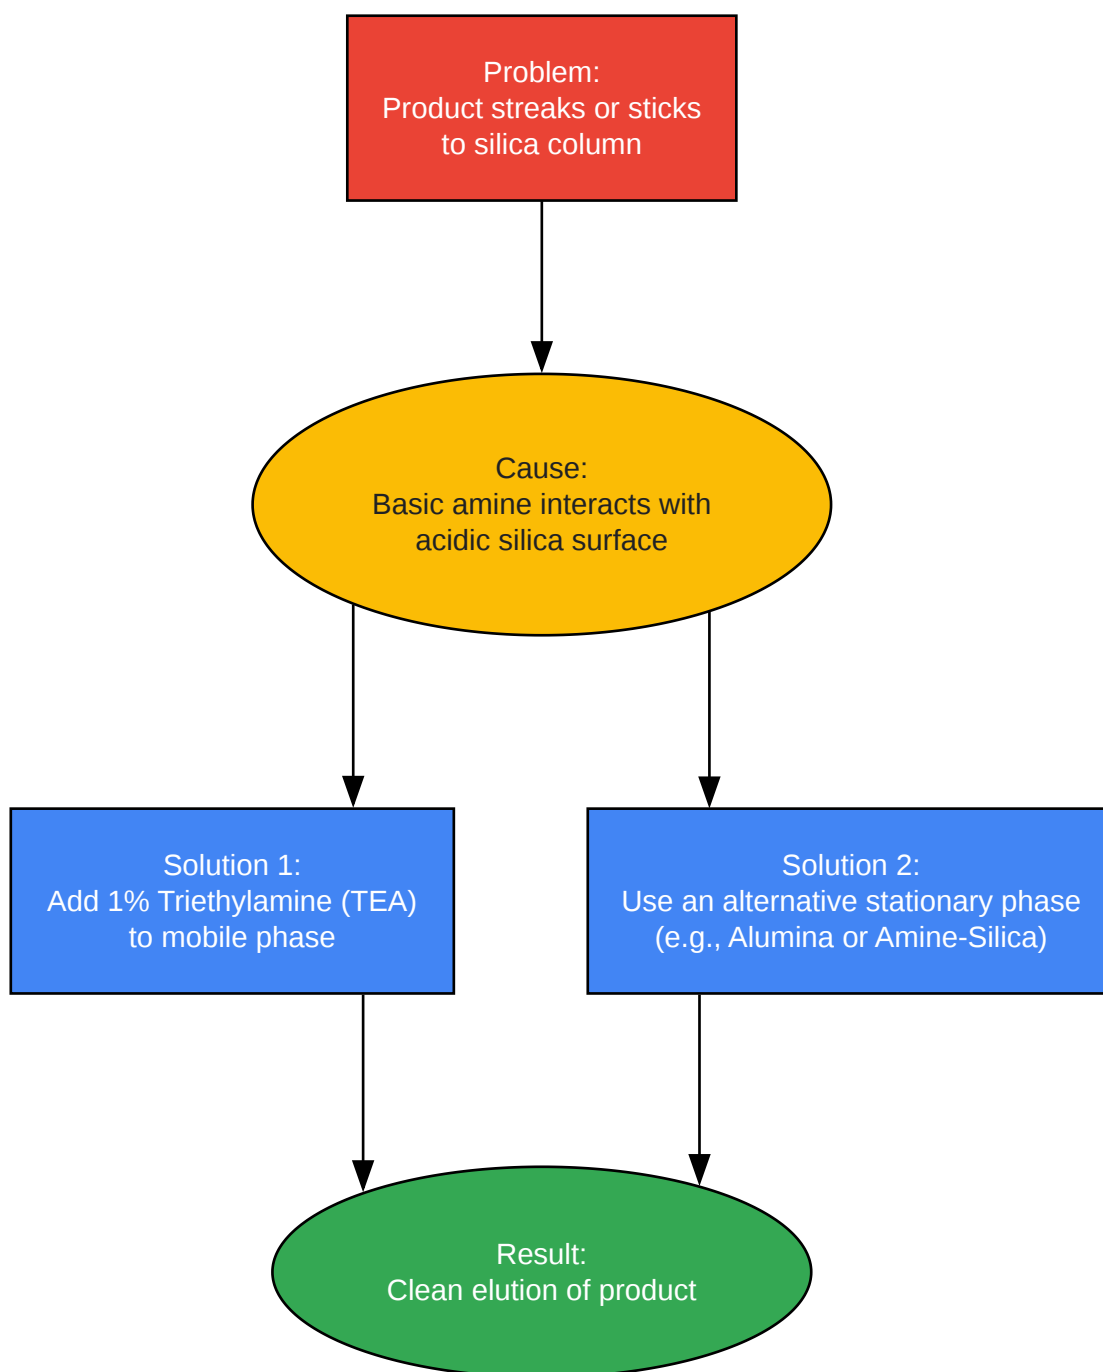 Problem:
Product streaks or sticks
to silica column
Cause:
Basic amine interacts with
acidic silica surface
Solution 1:
Add 1% Triethylamine (TEA)
to mobile phase
Solution 2:
Use an alternative stationary phase
(e.g., Alumina or Amine-Silica)
Result:
Clean elution of product